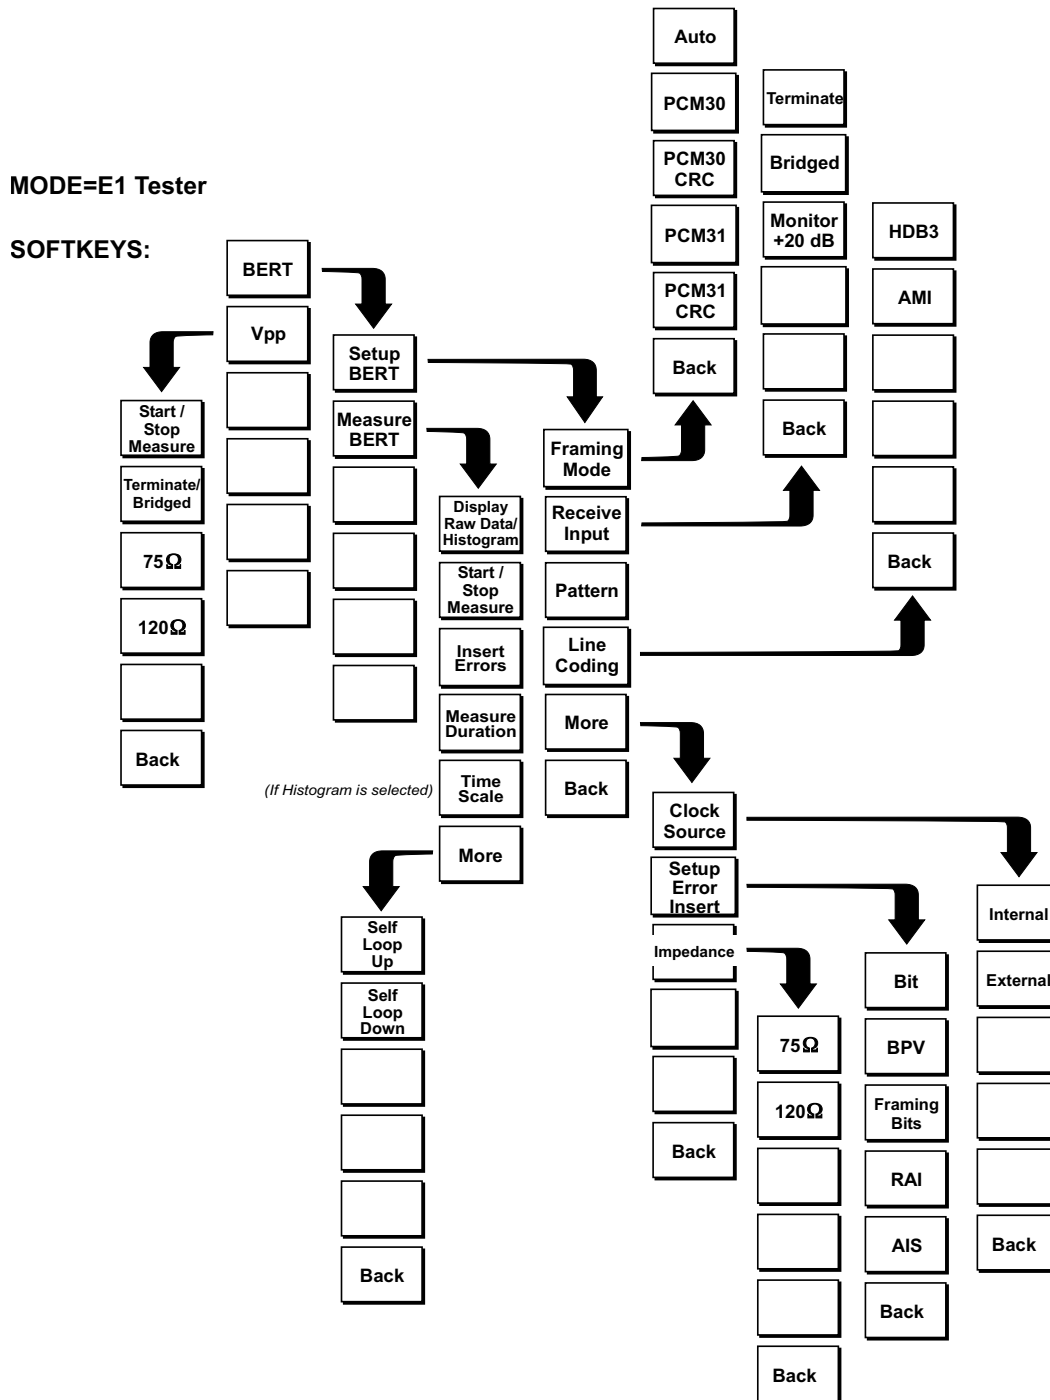 MODE=E1 Tester
SOFTKEYS:
BERT
Vpp
Start /
Stop
Measure
Terminate/
Bridged
75Ω
120Ω
Back
Setup
BERT
Measure
BERT
Display
Raw Data/
Histogram
Start /
Stop
Measure
Insert
Errors
Measure
Duration
(If Histogram is selected)
Time
Scale
More
Self
Loop
Up
Self
Loop
Down
Back
Framing
Mode
Receive
Input
Pattern
Line
Coding
More
Back
Auto
PCM30
PCM30
CRC
PCM31
PCM31
CRC
Back
Terminate
Bridged
Monitor
+20 dB
Back
HDB3
AMI
Back
Clock
Source
Setup
Error
Insert
Impedance
Back
75Ω
120Ω
Back
Bit
BPV
Framing
Bits
RAI
AIS
Back
Internal
External
Back